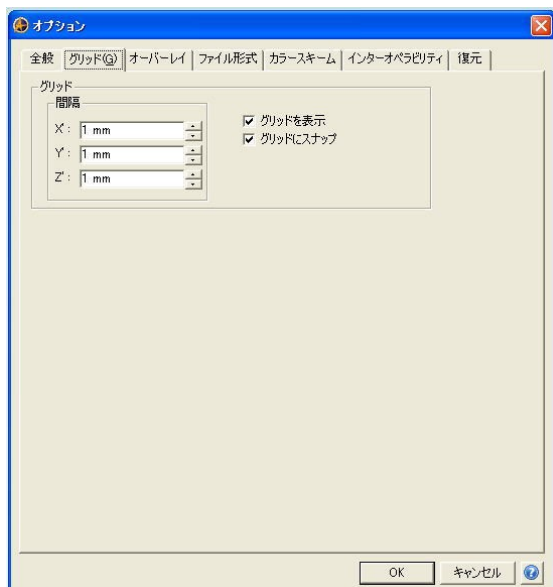 オプション
全般 グリッド(G) オーバーレイ ファイル形式 カラースキーム インターオペラビリティ 復元
グリッド
間隔
X: 1 mm
Y: 1 mm
Z: 1 mm
グリッドを表示
グリッドにスナップ
OK キャンセル ?